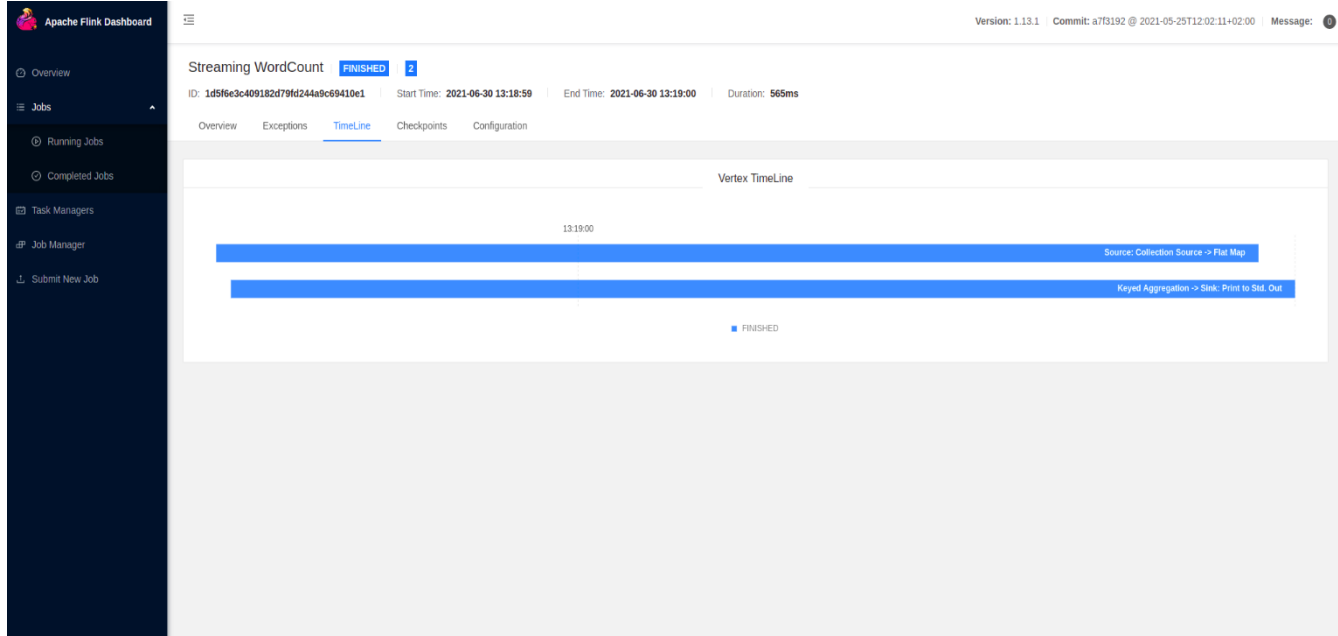 Apache Flink Dashboard
Version: 1.13.1 Commit: a7f3192 @ 2021-05-25T12:02:11+02:00 Message: 0
Overview
Jobs
Running Jobs
Completed Jobs
Task Managers
Job Manager
Submit New Job
Streaming WordCount FINISHED 2
ID: 1d5f6e3c409182d79fd244a9c69410e1 Start Time: 2021-06-30 13:18:59 End Time: 2021-06-30 13:19:00 Duration: 565ms
Overview Exceptions TimeLine Checkpoints Configuration
Vertex TimeLine
13:19:00
Source: Collection Source -> Flat Map
Keyed Aggregation -> Sink: Print to Std. Out
FINISHED